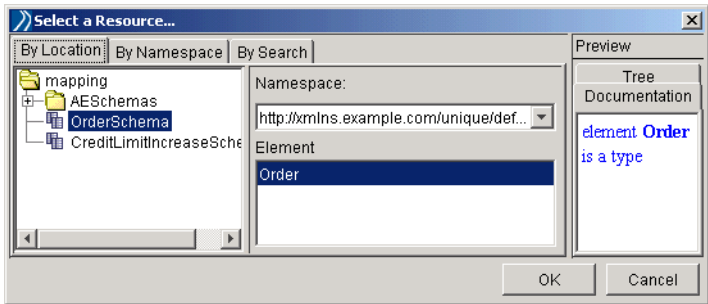 Select a Resource...
By Location
By Namespace
By Search
Preview
mapping
AESchemas
OrderSchema
CreditLimitIncreaseSche
Namespace:
http://xmlns.example.com/unique/def...
Element
Order
Tree
Documentation
element Order
is a type
OK
Cancel